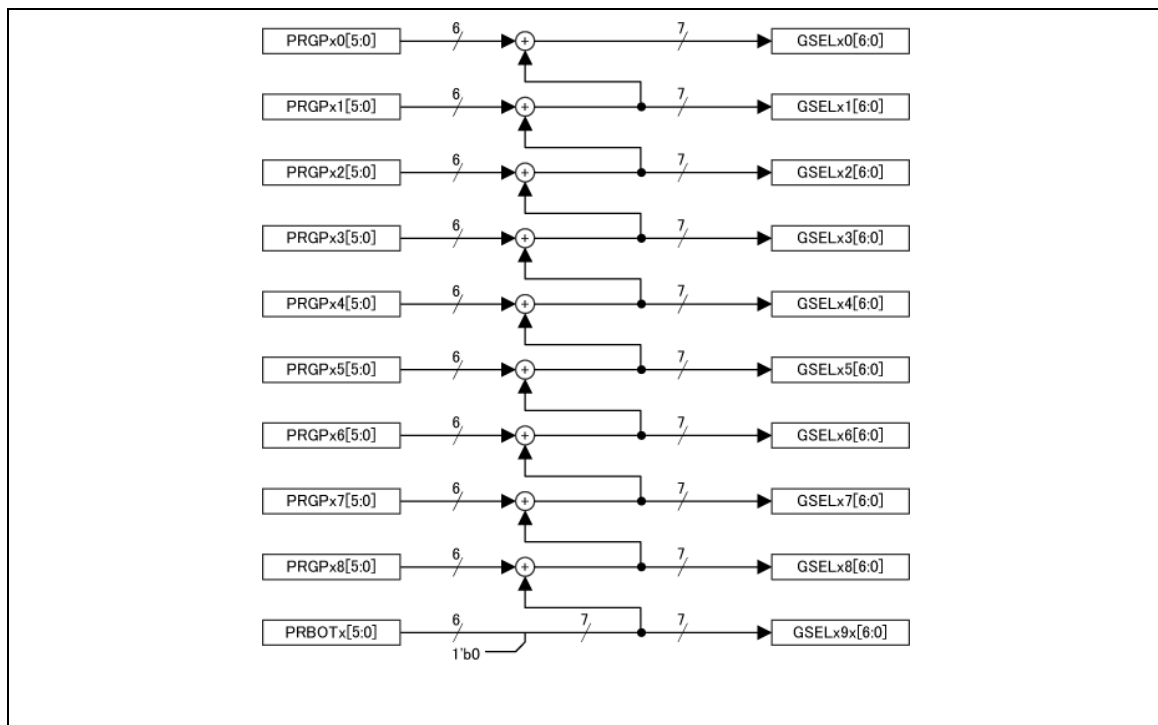 PRGPx0[5:0] 6 7 GSELx0[6:0]
PRGPx1[5:0] 6 7 GSELx1[6:0]
PRGPx2[5:0] 6 7 GSELx2[6:0]
PRGPx3[5:0] 6 7 GSELx3[6:0]
PRGPx4[5:0] 6 7 GSELx4[6:0]
PRGPx5[5:0] 6 7 GSELx5[6:0]
PRGPx6[5:0] 6 7 GSELx6[6:0]
PRGPx7[5:0] 6 7 GSELx7[6:0]
PRGPx8[5:0] 6 7 GSELx8[6:0]
PRBOTx[5:0] 6 7 7 GSELx9x[6:0]
1'b0